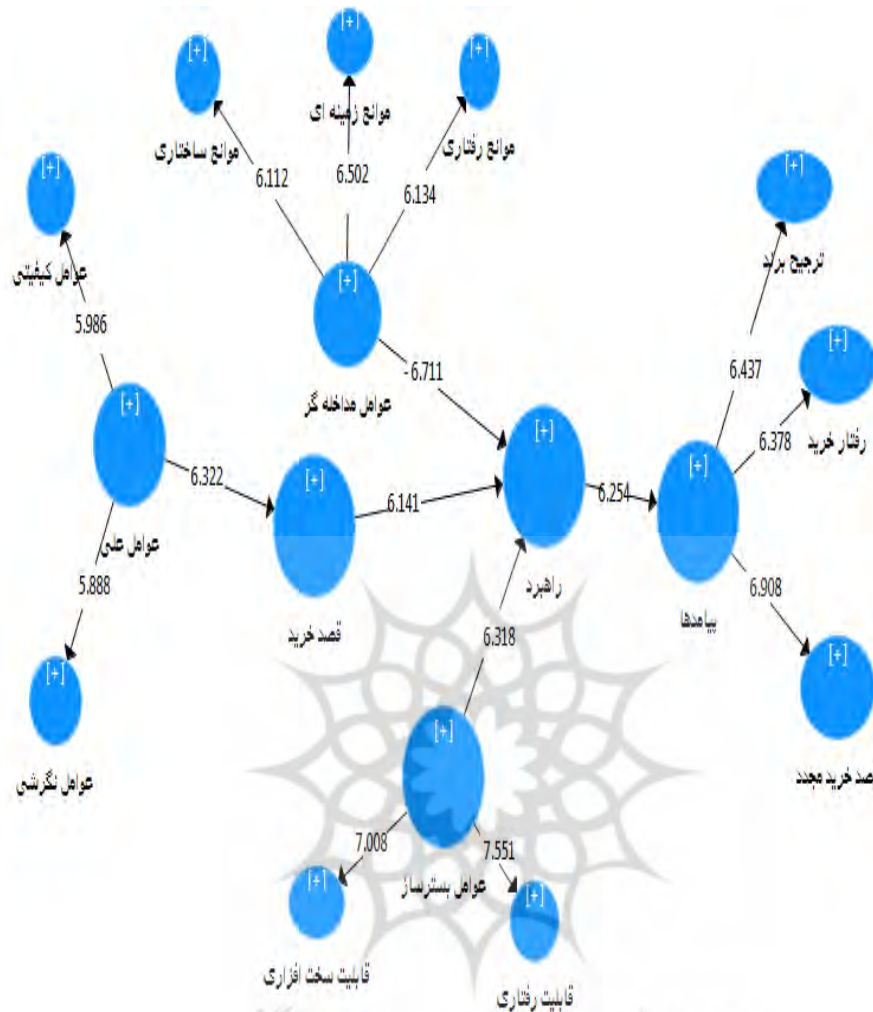 [+]
[+]
[+]
موانع زمینه ای
موانع رفتاری
موانع ساختاری
6.112
6.502
6.134
[+]
ترجیح برند
[+]
عوامل کیفیتی
5.986
[+]
عوامل مداخله گر
-6.711
6.437
[+]
رفتار خرید
6.378
[+]
عوامل علی
6.322
[+]
قصد خرید
6.141
[+]
راهبرد
6.254
[+]
پیامدها
6.908
5.888
[+]
عوامل نگرشی
6.318
[+]
صد خرید مجدد
[+]
عوامل بسترساز
7.008
7.551
[+]
قابلیت سخت افزاری
[+]
قابلیت رفتاری